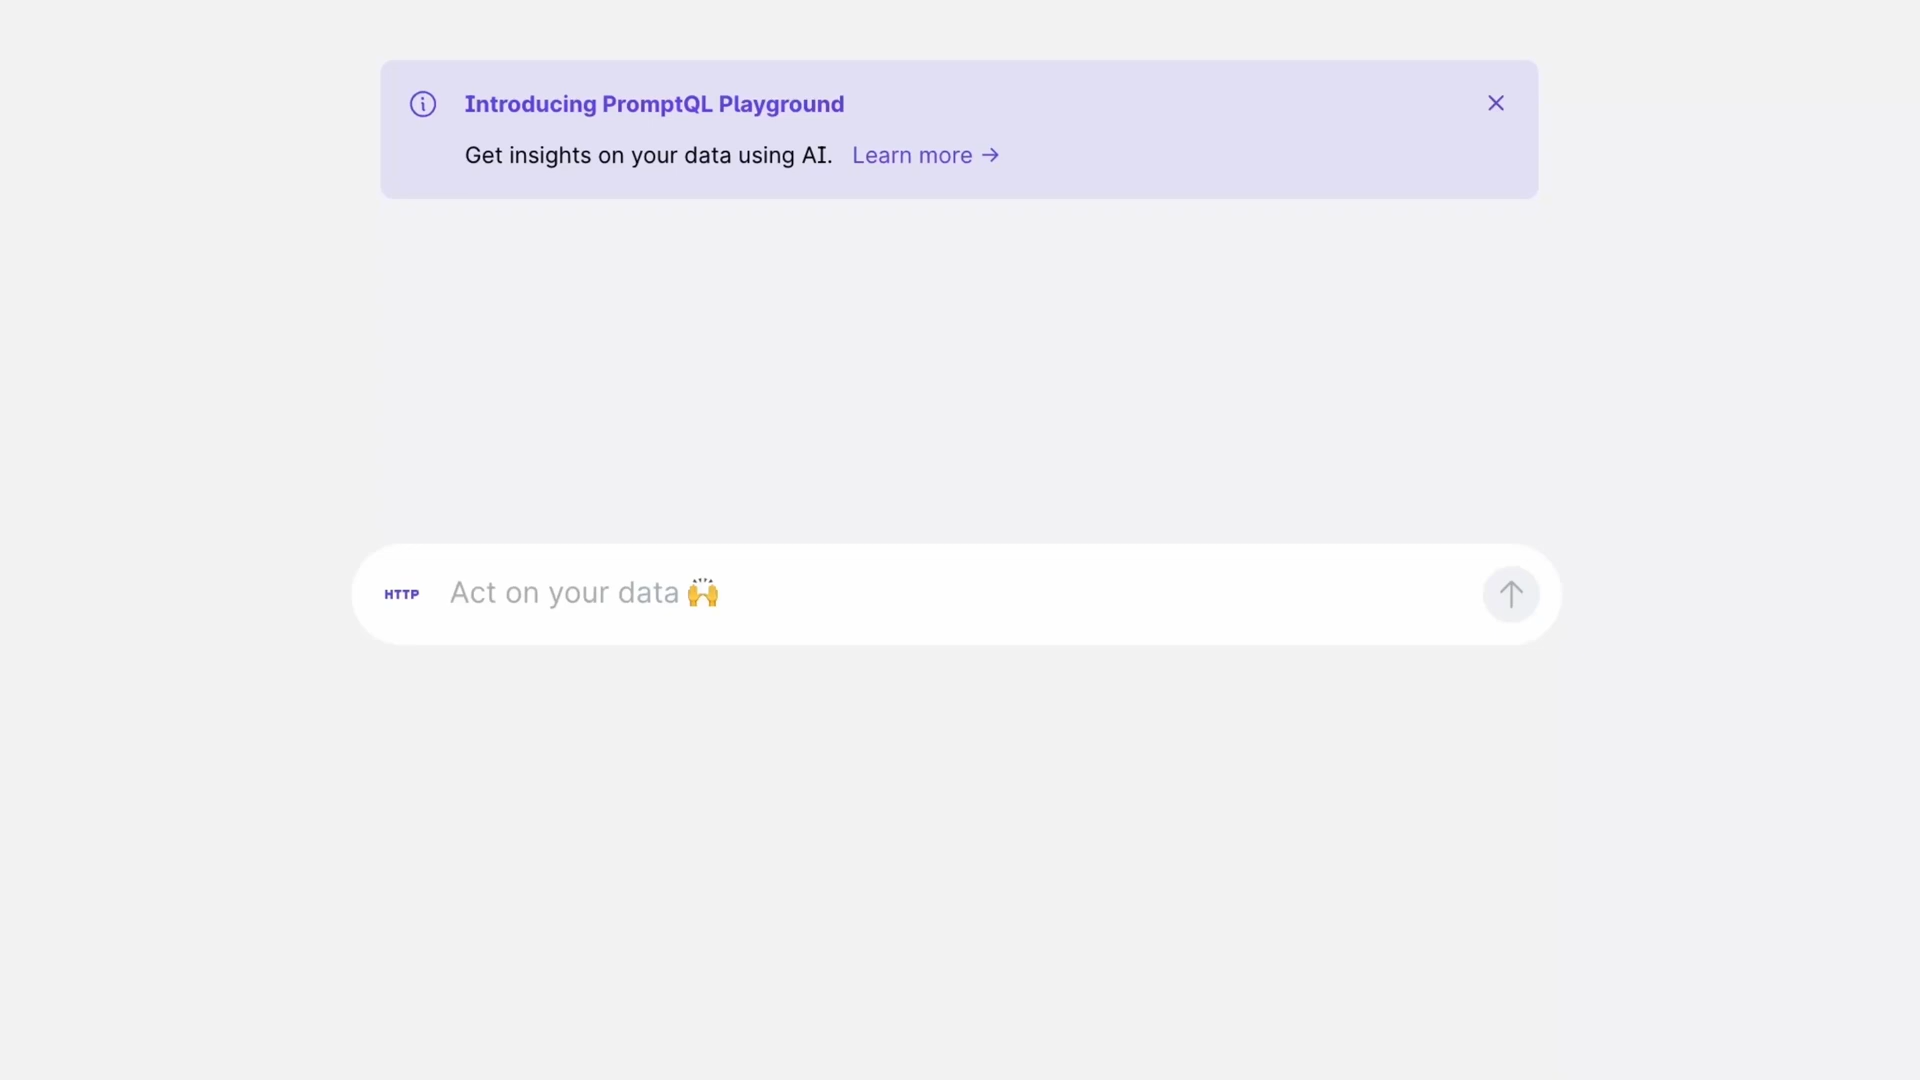 Introducing PromptQL Playground
Get insights on your data using AI. Learn more →
HTTP Act on your data 🙌